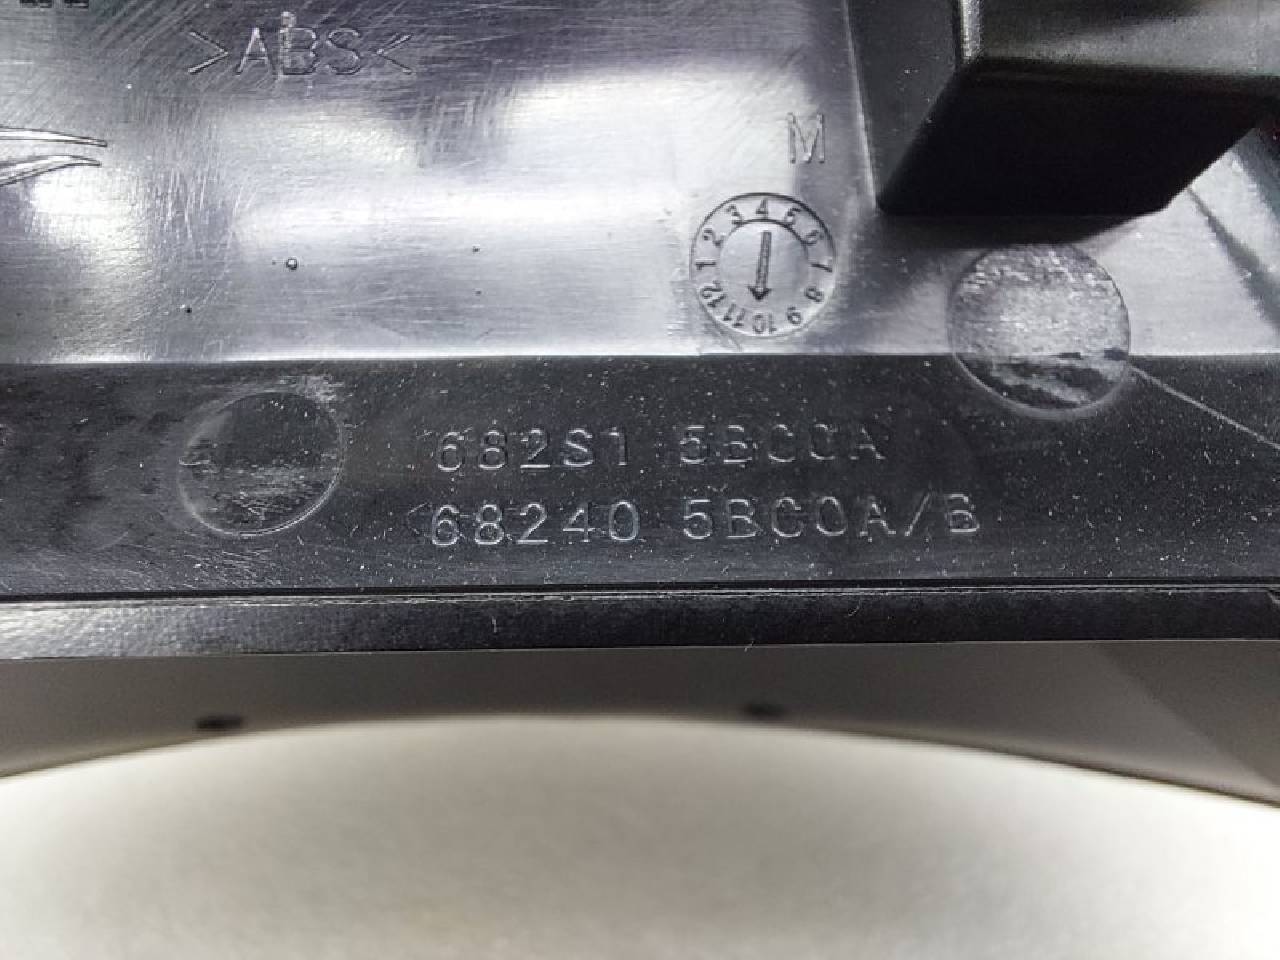 >ABS<
M
1 2 3 4 5 6 7 8 9 10 11 12
682S1 5BC0A
68240 5BC0A/B